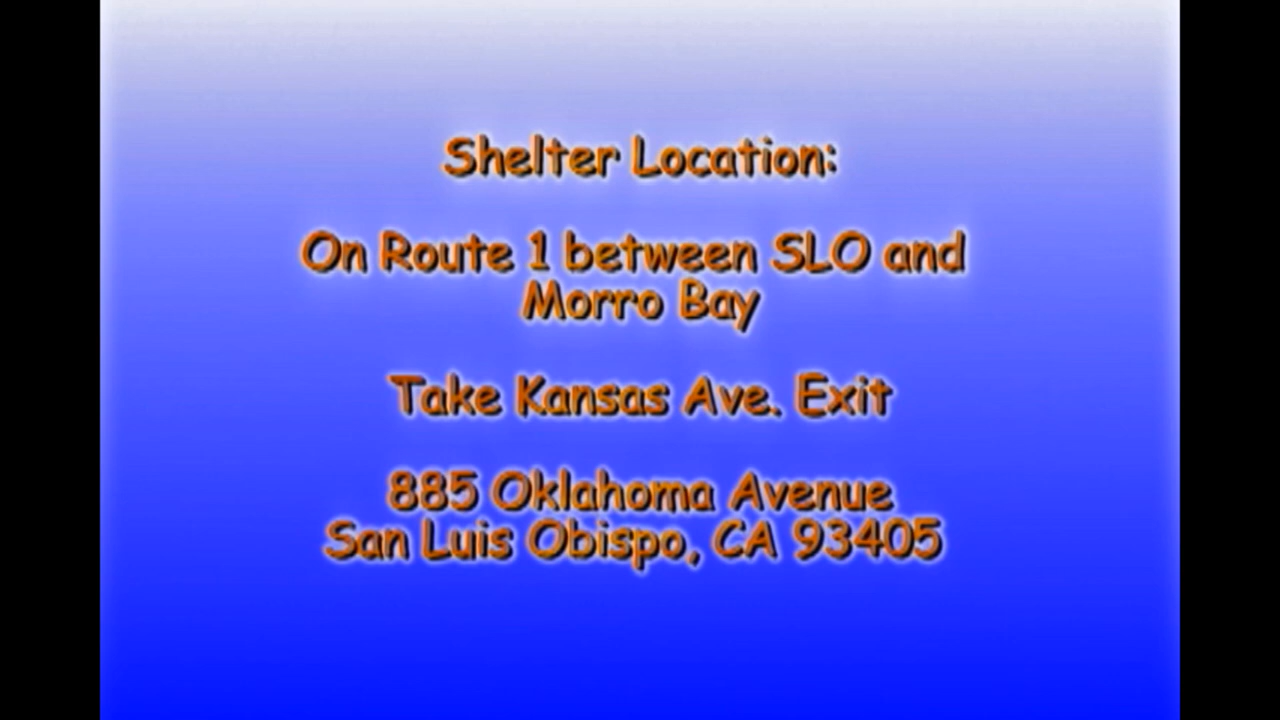 Shelter Location:
On Route 1 between SLO and
Morro Bay
Take Kansas Ave. Exit
885 Oklahoma Avenue
San Luis Obispo, CA 93405